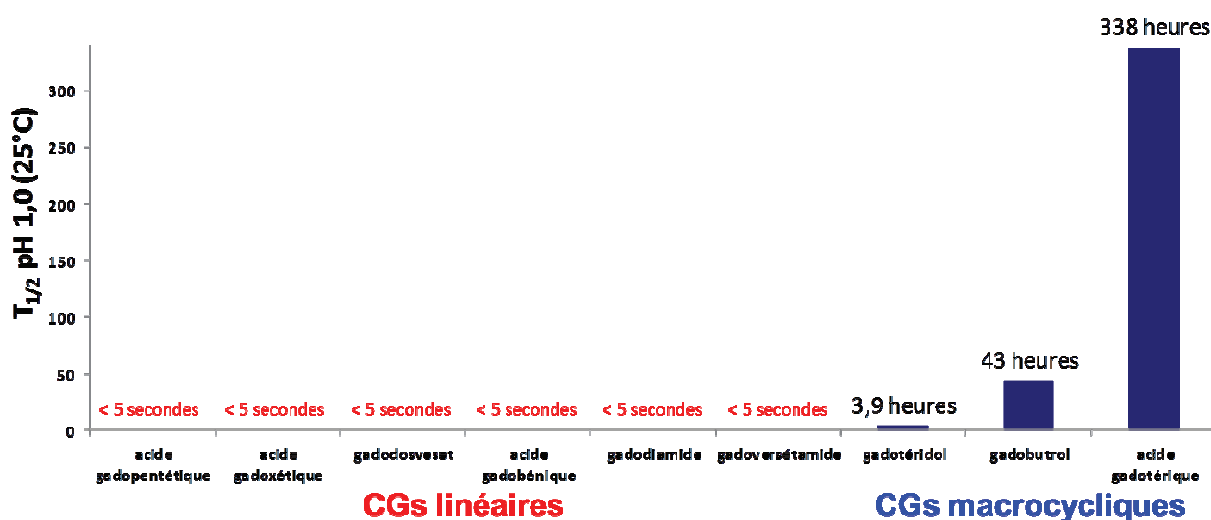 338 heures
T1/2 pH 1,0 (25°C)
300
250
200
150
100
50
0
43 heures
3,9 heures
< 5 secondes
< 5 secondes
< 5 secondes
< 5 secondes
< 5 secondes
< 5 secondes
acide
gadopentétique
acide
gadoxétique
gadodosveset
acide
gadobénique
gadodiamide
gadoversétamide
gadotéridol
gadobutrol
acide
gadotérique
CGs linéaires
CGs macrocycliques